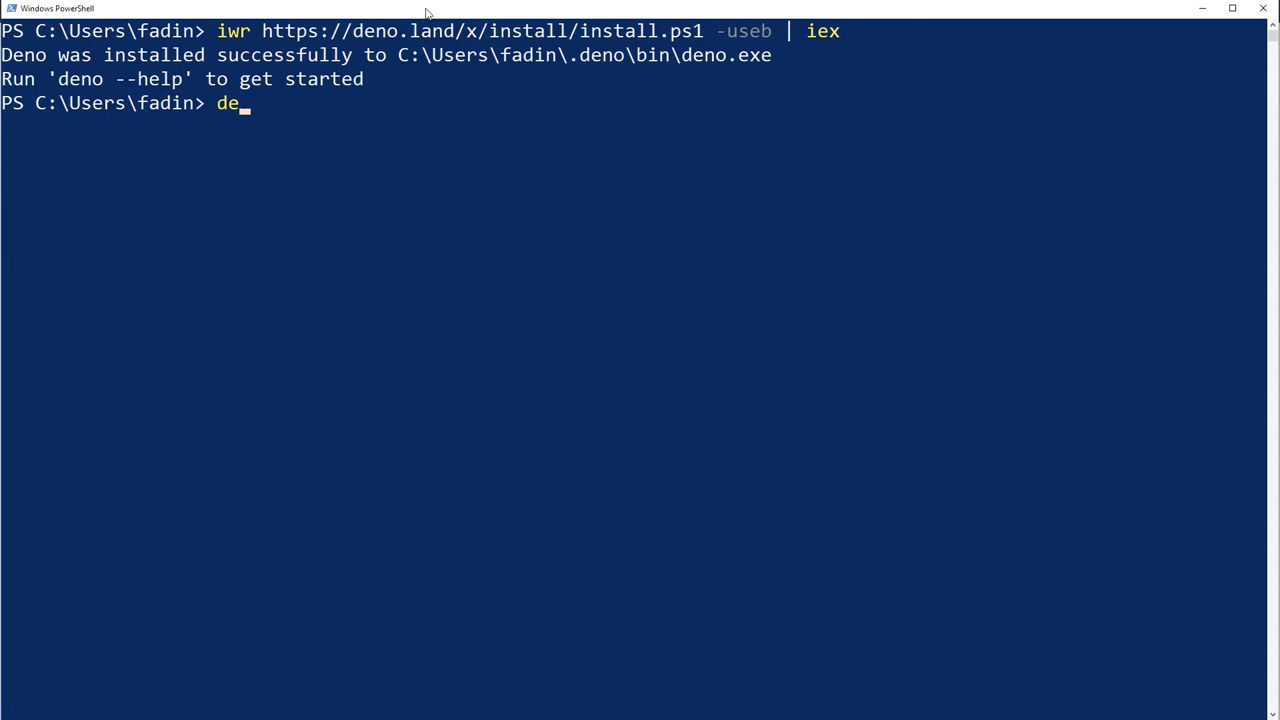 Windows PowerShell
PS C:\Users\fadin> iwr https://deno.land/x/install/install.ps1 -useb | iex
Deno was installed successfully to C:\Users\fadin\.deno\bin\deno.exe
Run 'deno --help' to get started
PS C:\Users\fadin> de